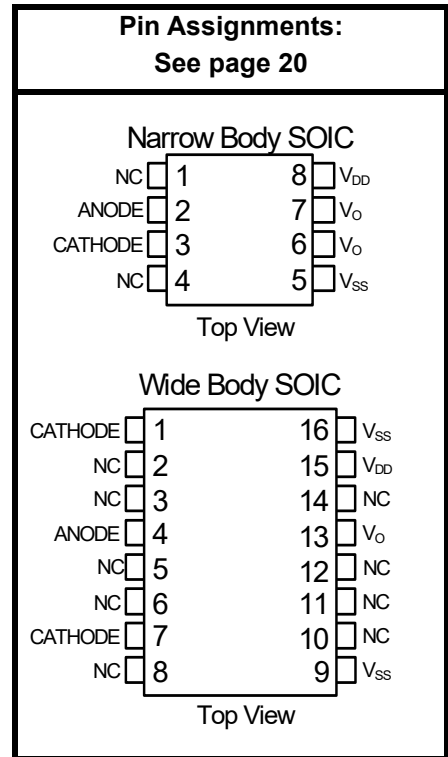 Pin Assignments:
See page 20
Narrow Body SOIC
NC 1 8 VDD
ANODE 2 7 VO
CATHODE 3 6 VO
NC 4 5 VSS
Top View
Wide Body SOIC
CATHODE 1 16 VSS
NC 2 15 VDD
NC 3 14 NC
ANODE 4 13 VO
NC 5 12 NC
NC 6 11 NC
CATHODE 7 10 NC
NC 8 9 VSS
Top View